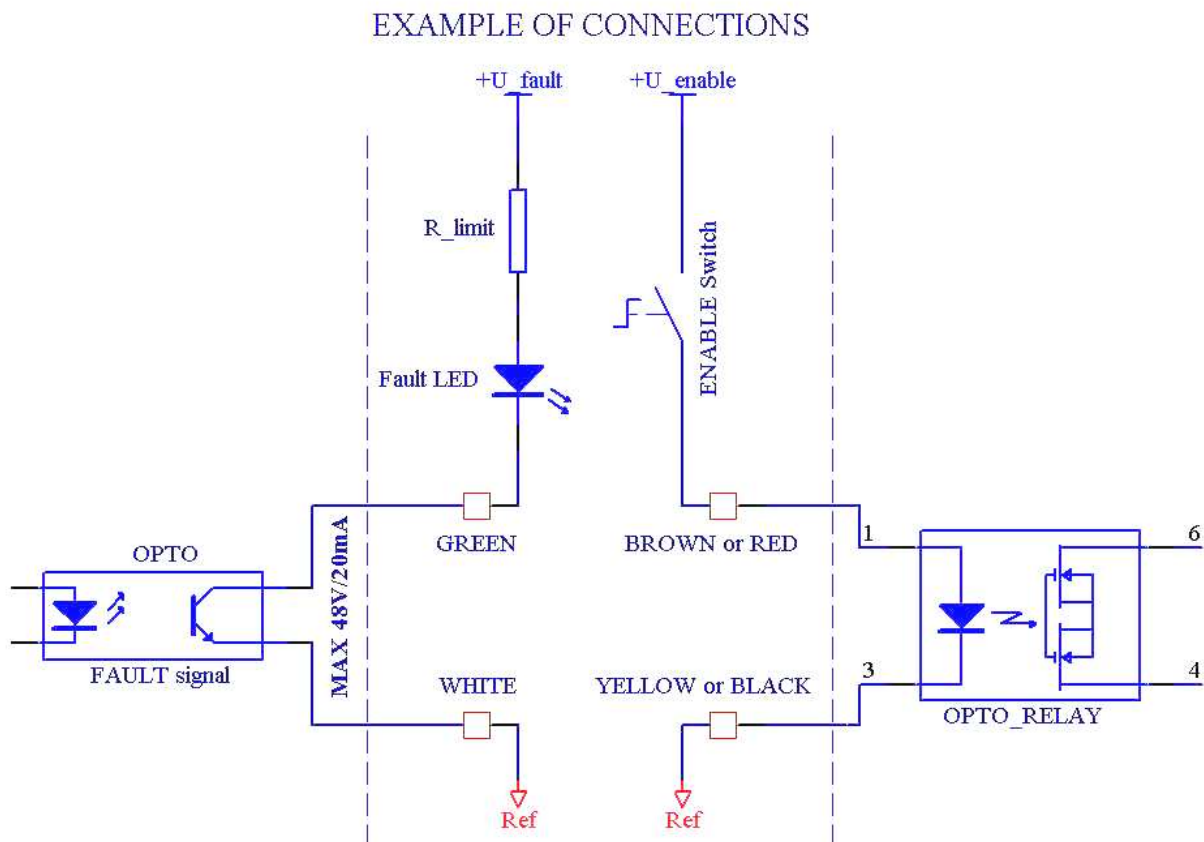 EXAMPLE OF CONNECTIONS
+U_fault
+U_enable
R_limit
ENABLE Switch
Fault LED
GREEN
BROWN or RED
OPTO
MAX 48V/20mA
1
6
FAULT signal
WHITE
YELLOW or BLACK
3
4
OPTO_RELAY
Ref
Ref